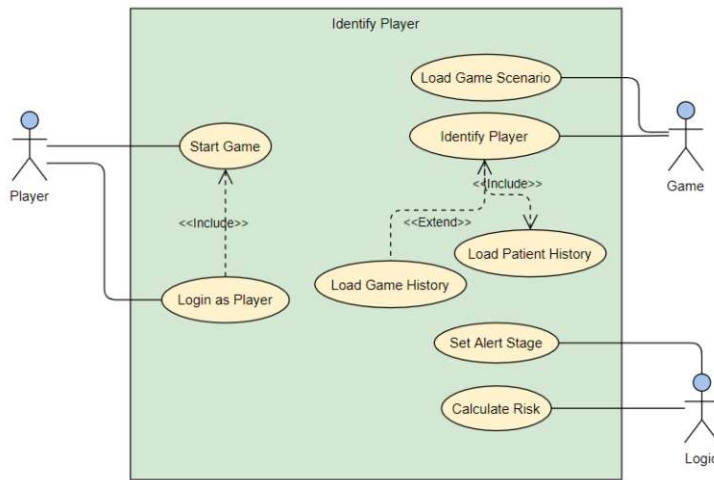 Identify Player
Load Game Scenario
Start Game
Identify Player
Player
Game
<<Include>>
<<Include>>
<<Extend>>
Load Patient History
Load Game History
Login as Player
Set Alert Stage
Calculate Risk
Logic